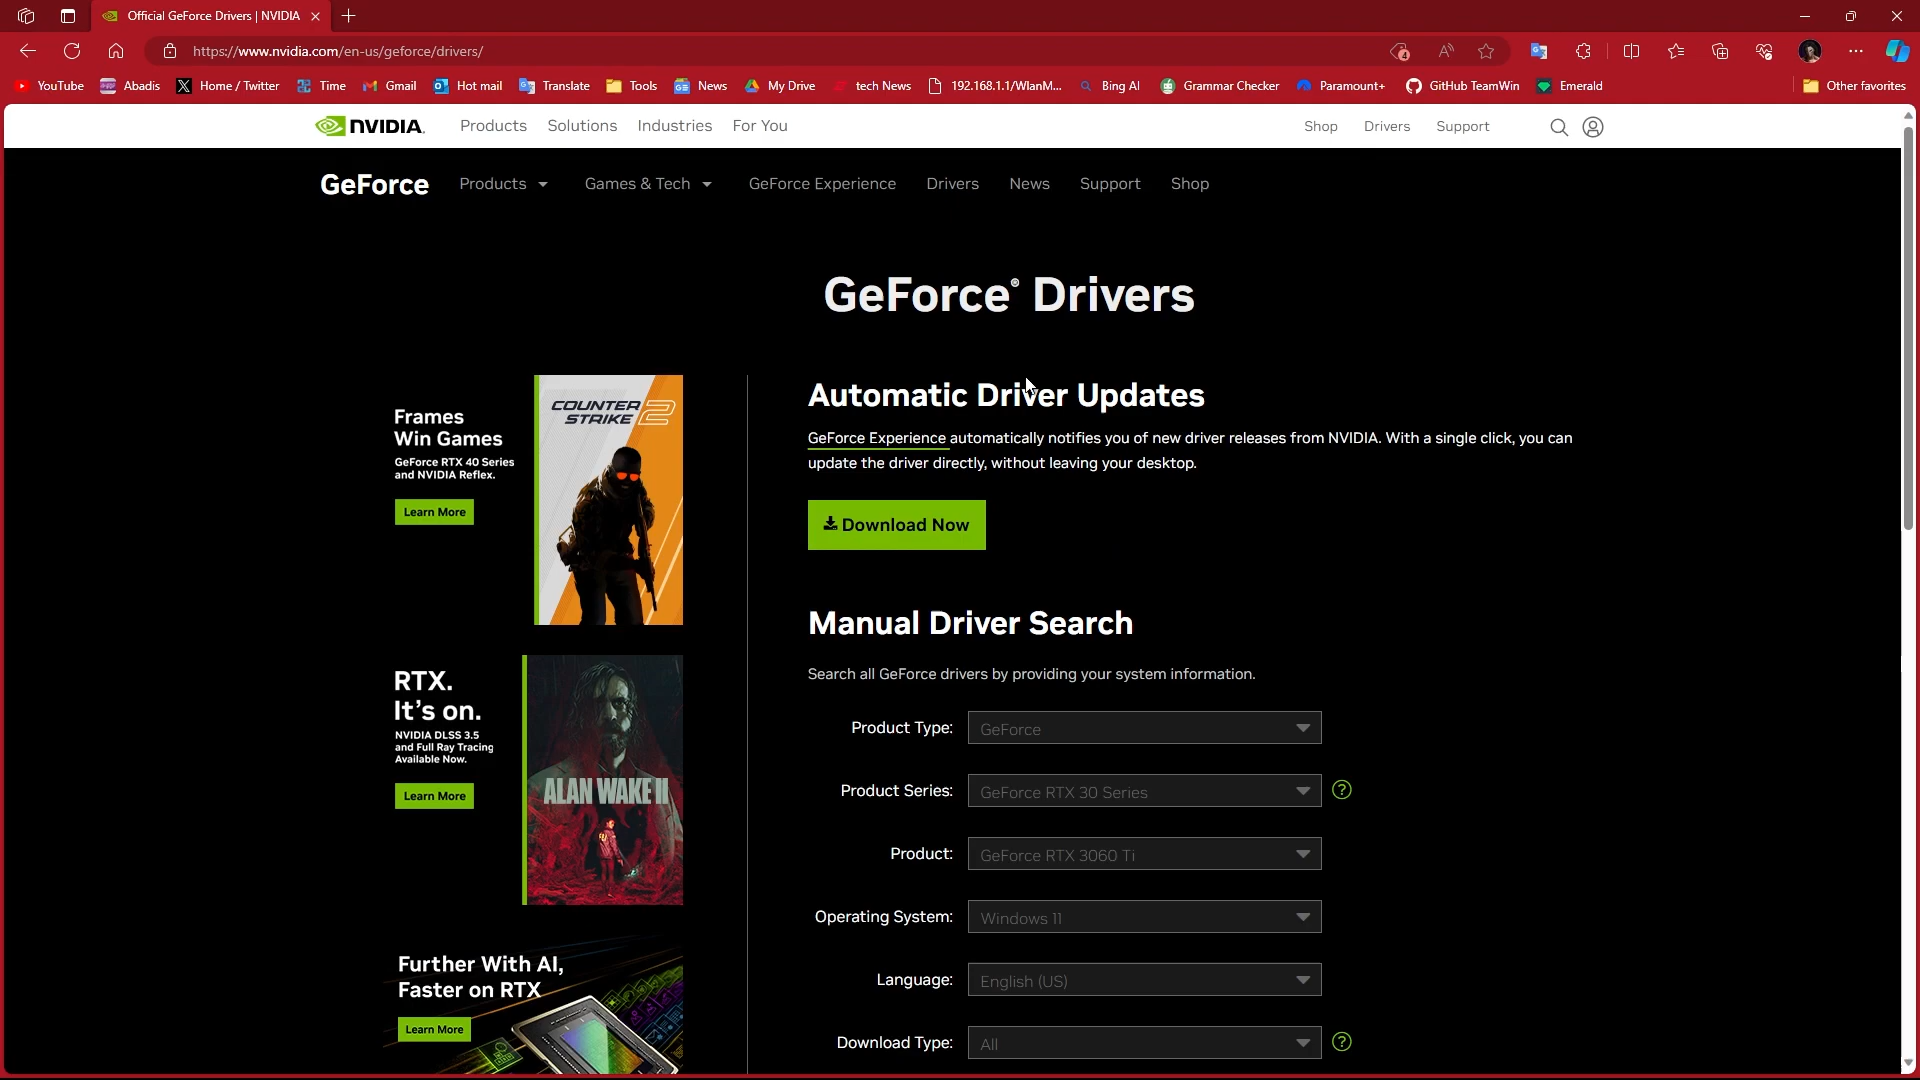 Official GeForce Drivers | NVIDIA
https://www.nvidia.com/en-us/geforce/drivers/
YouTube Abadis Home / Twitter Time Gmail Hot mail Translate Tools News My Drive tech News 192.168.1.1/WlanM... Bing AI Grammar Checker Paramount+ GitHub TeamWin Emerald Other favorites
NVIDIA. Products Solutions Industries For You Shop Drivers Support
GeForce Products Games & Tech GeForce Experience Drivers News Support Shop
GeForce® Drivers
Frames
Win Games
GeForce RTX 40 Series
and NVIDIA Reflex.
Learn More
COUNTER
STRIKE 2
RTX.
It's on.
NVIDIA DLSS 3.5
and Full Ray Tracing
Available Now.
Learn More
ALAN WAKE II
Further With AI,
Faster on RTX
Learn More
Automatic Driver Updates
GeForce Experience automatically notifies you of new driver releases from NVIDIA. With a single click, you can
update the driver directly, without leaving your desktop.
Download Now
Manual Driver Search
Search all GeForce drivers by providing your system information.
Product Type: GeForce
Product Series: GeForce RTX 30 Series ?
Product: GeForce RTX 3060 Ti
Operating System: Windows 11
Language: English (US)
Download Type: All ?